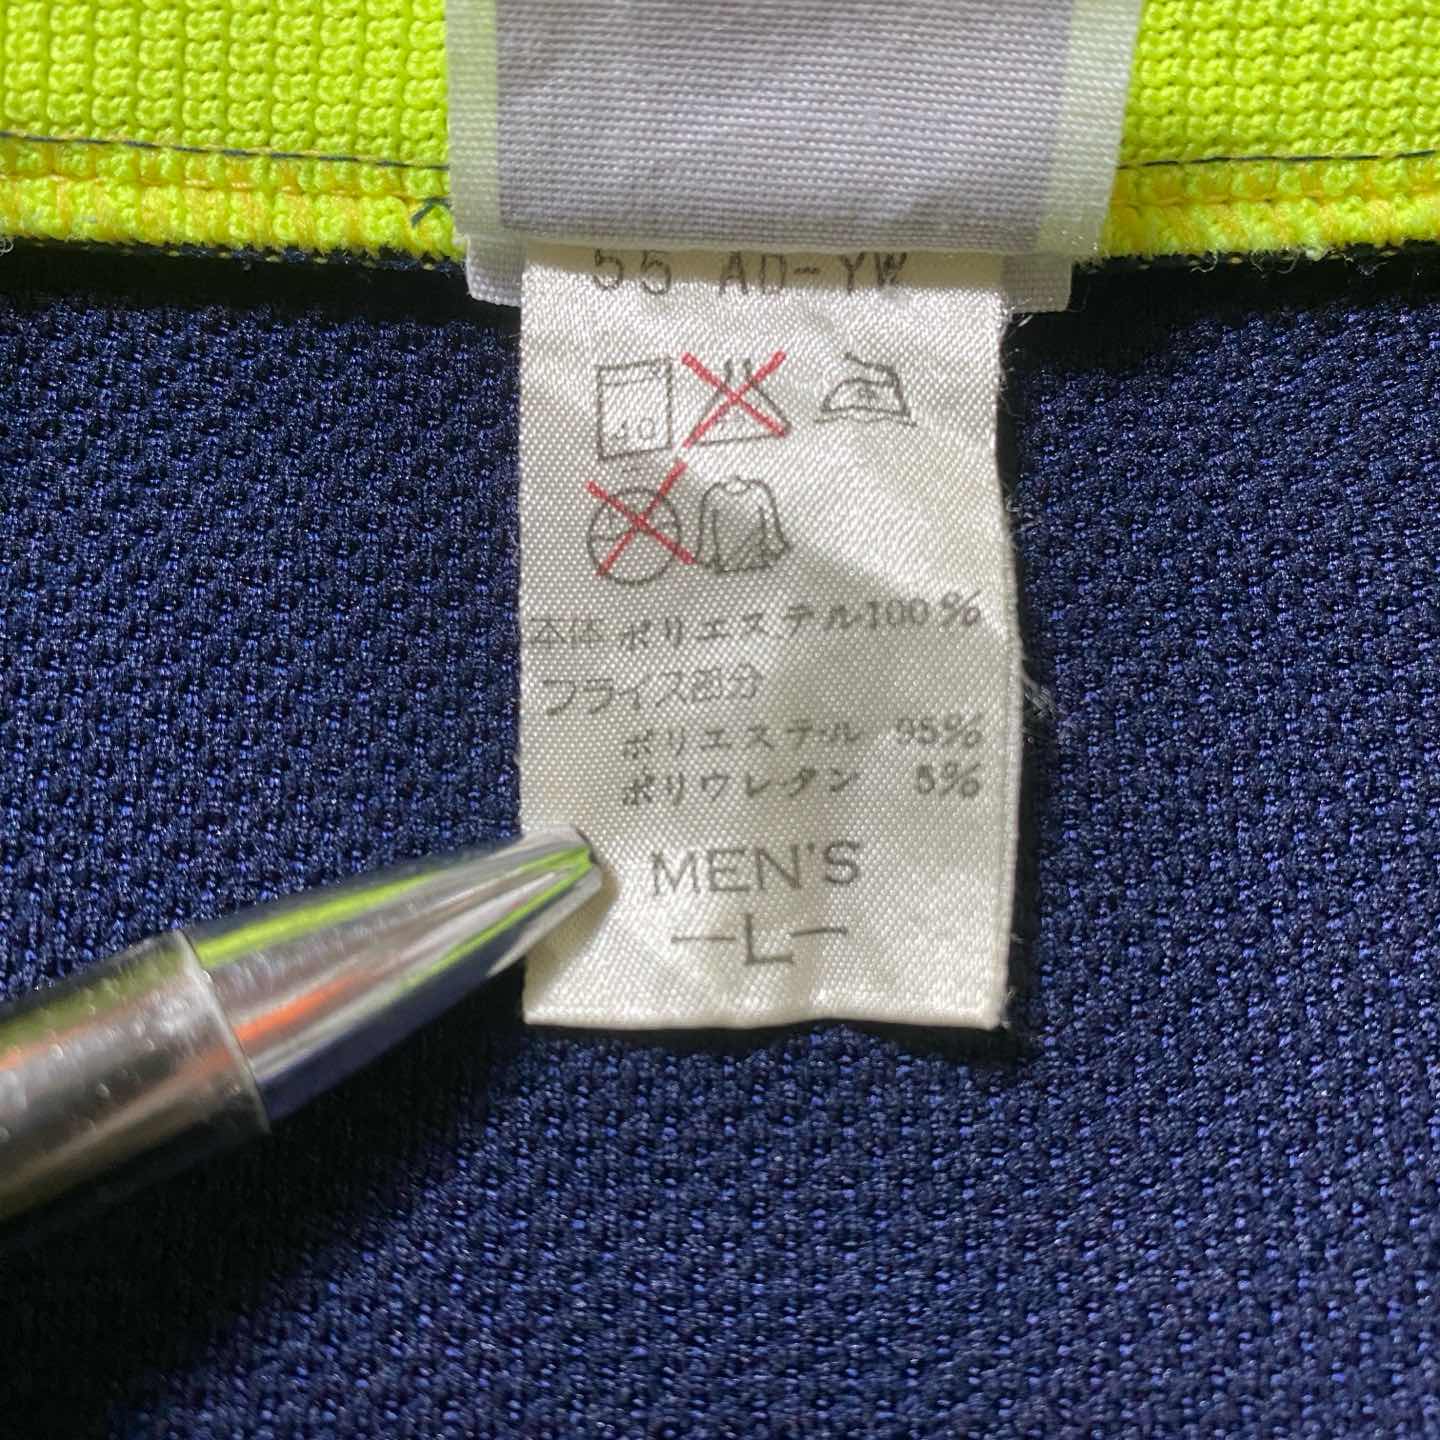 55 AD-YW
40
本体 ポリエステル100%
フライス部分
ポリエステル 95%
ポリウレタン 5%
MEN'S
-L-